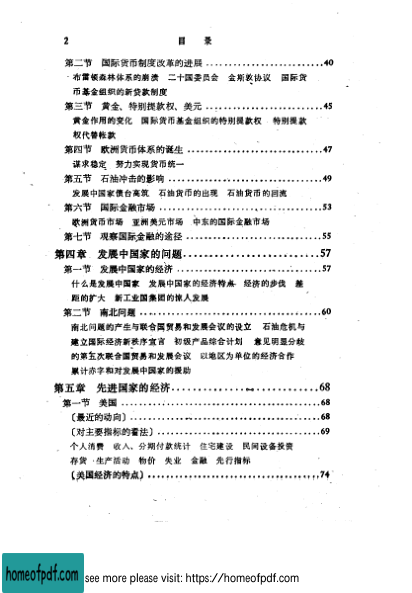 2 目 录
第二节 国际货币制度改革的进展 ……………………40
布雷顿森林体系的崩溃 二十国委员会 金斯敦协议 国际货
币基金组织的新贷款制度
第三节 黄金、特别提款权、美元 ……………………45
黄金作用的变化 国际货币基金组织的特别提款权 特别提款
权代替帐款
第四节 欧洲货币体系的诞生 ……………………47
谋求稳定 努力实现货币统一
第五节 石油冲击的影响 ……………………49
发展中国家债台高筑 石油货币的出现 石油货币的回流
第六节 国际金融市场 ……………………53
欧洲货币市场 亚洲美元市场 中东的国际金融市场
第七节 观察国际金融的途径 ……………………55
第四章 发展中国家的问题 ……………………57
第一节 发展中国家的经济 ……………………57
什么是发展中国家 发展中国家的经济特点 经济的步伐 差
距的扩大 新工业国集团的惊人发展
第二节 南北问题 ……………………60
南北问题的产生与联合国贸易和发展会议的设立 石油危机与
建立国际经济新秩序宣言 初级产品综合计划 意见明显分歧
的第五次联合国贸易和发展会议 以地区为单位的经济合作
累计赤字和对发展中国家的援助
第五章 先进国家的经济 ……………………68
第一节 美国 ……………………68
〔最近的动向〕 ……………………68
〔对主要指标的看法〕 ……………………69
个人消费 收入、分期付款统计 住宅建设 民间设备投资
存货 生产活动 物价 失业 金融 先行指标
〔美国经济的特点〕 ……………………74
homeofpdf.com
see more please visit: https://homeofpdf.com